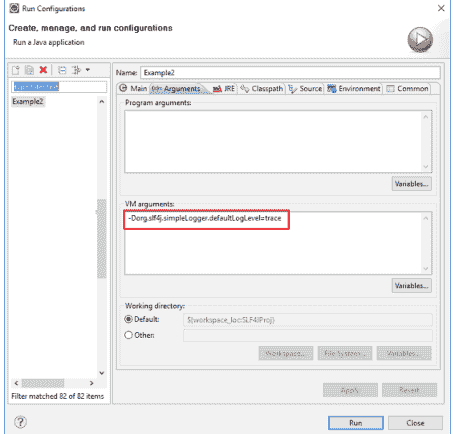 Run Configurations
Create, manage, and run configurations
Run a Java application
Name: Example2
Main Arguments JRE Classpath Source Environment Common
Example2
Program arguments:
Variables...
VM arguments:
-Dorg.slf4j.simpleLogger.defaultLogLevel=trace
Variables...
Working directory:
Default: ${workspace_loc:SLF4JProj}
Other:
Workspace... File System... Variables...
Apply Revert
Filter matched 82 of 82 items
Run Close